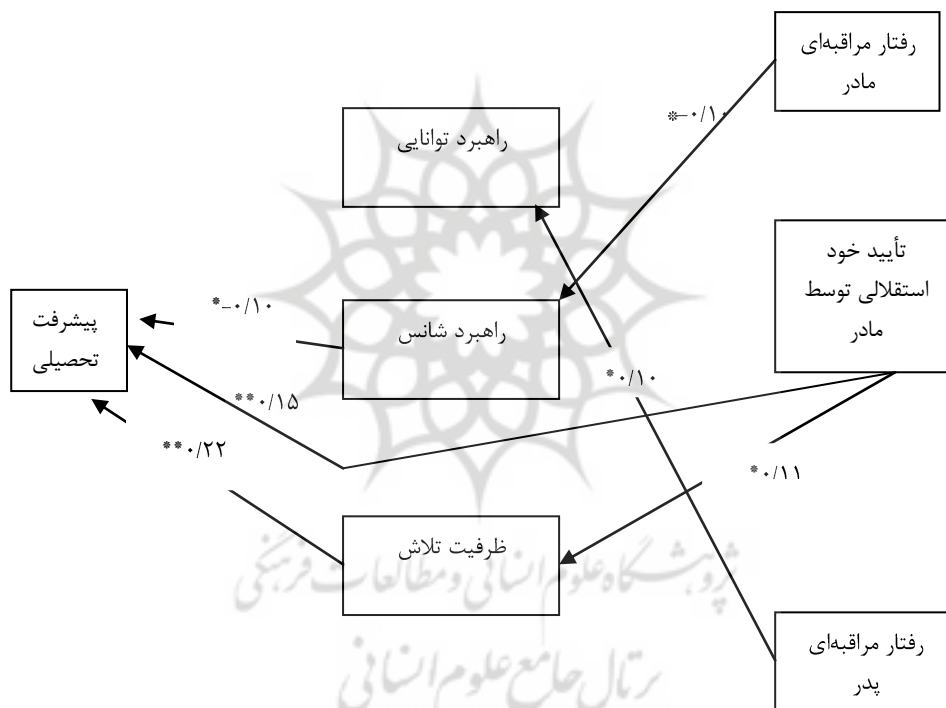 رفتار مراقبه‌ای
مادر
*-۰/۱۰
راهبرد توانایی
تأیید خود
استقلالی توسط
مادر
پیشرفت
تحصیلی
*-۰/۱۰
راهبرد شانس
*۰/۱۰
**۰/۱۵
**۰/۲۲
*۰/۱۱
ظرفیت تلاش
پژوهشگاه علوم انسانی و مطالعات فرهنگی
رفتار مراقبه‌ای
پدر
پرتال جامع علوم انسانی